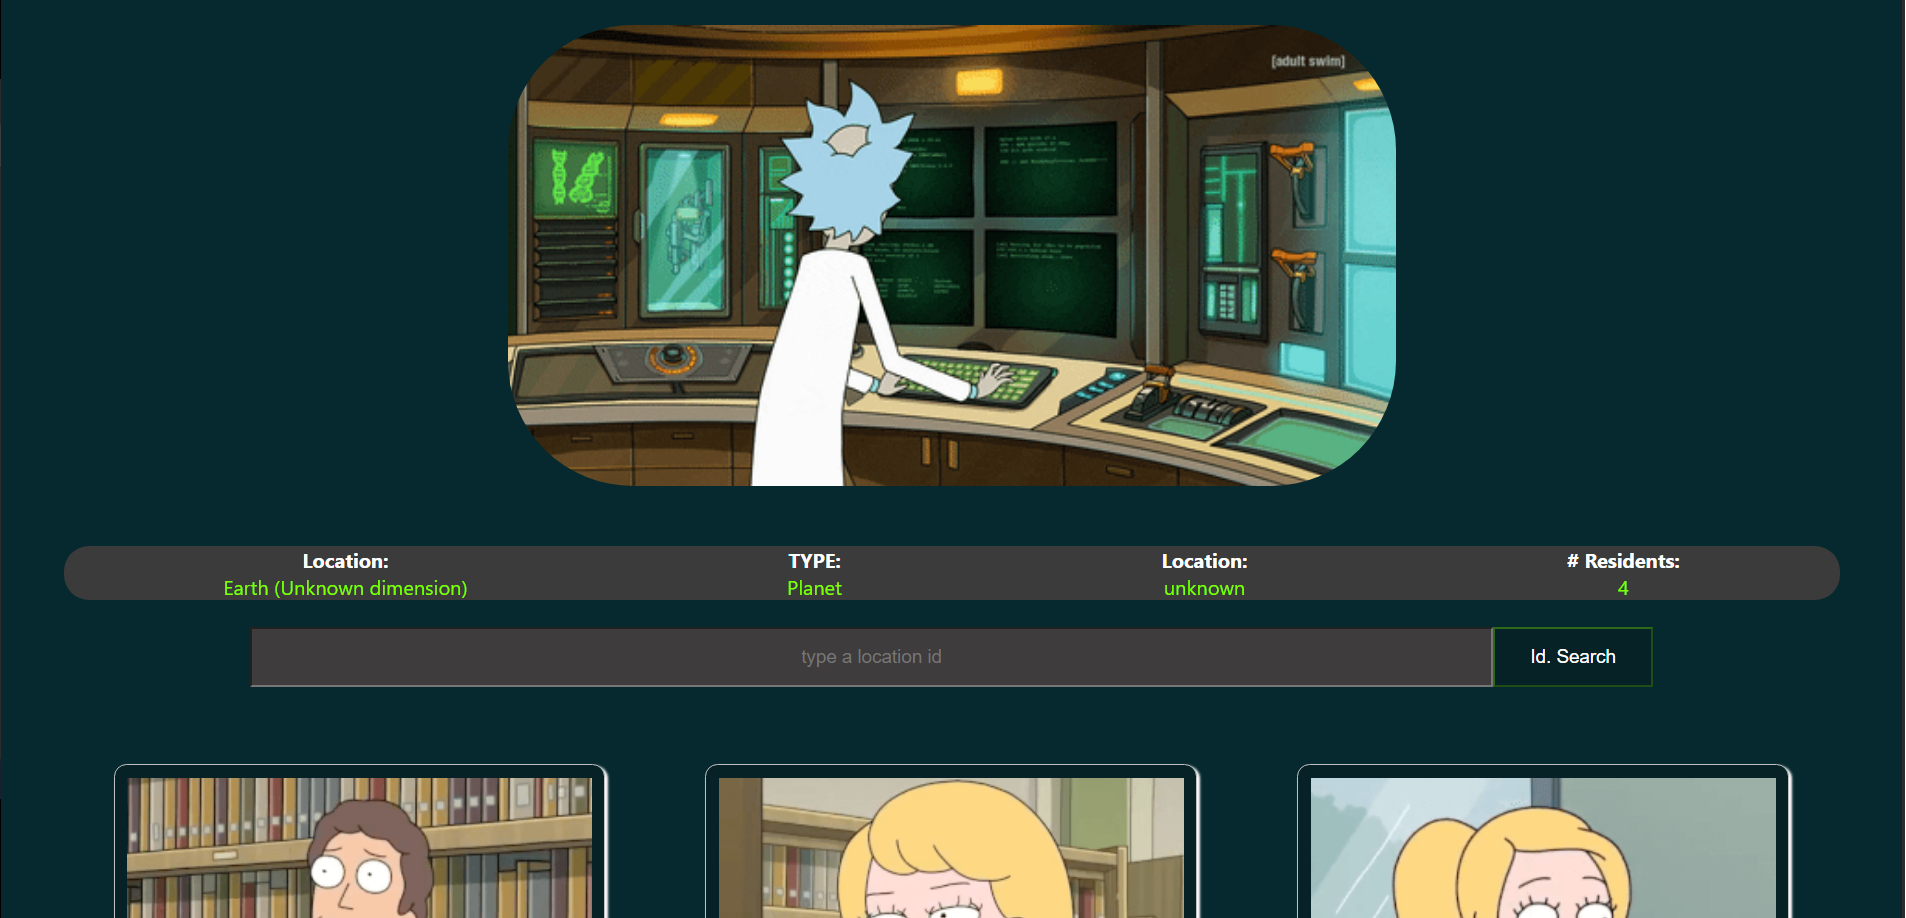 [adult swim]
Location: TYPE: Location: # Residents:
Earth (Unknown dimension) Planet unknown 4
type a location id Id. Search